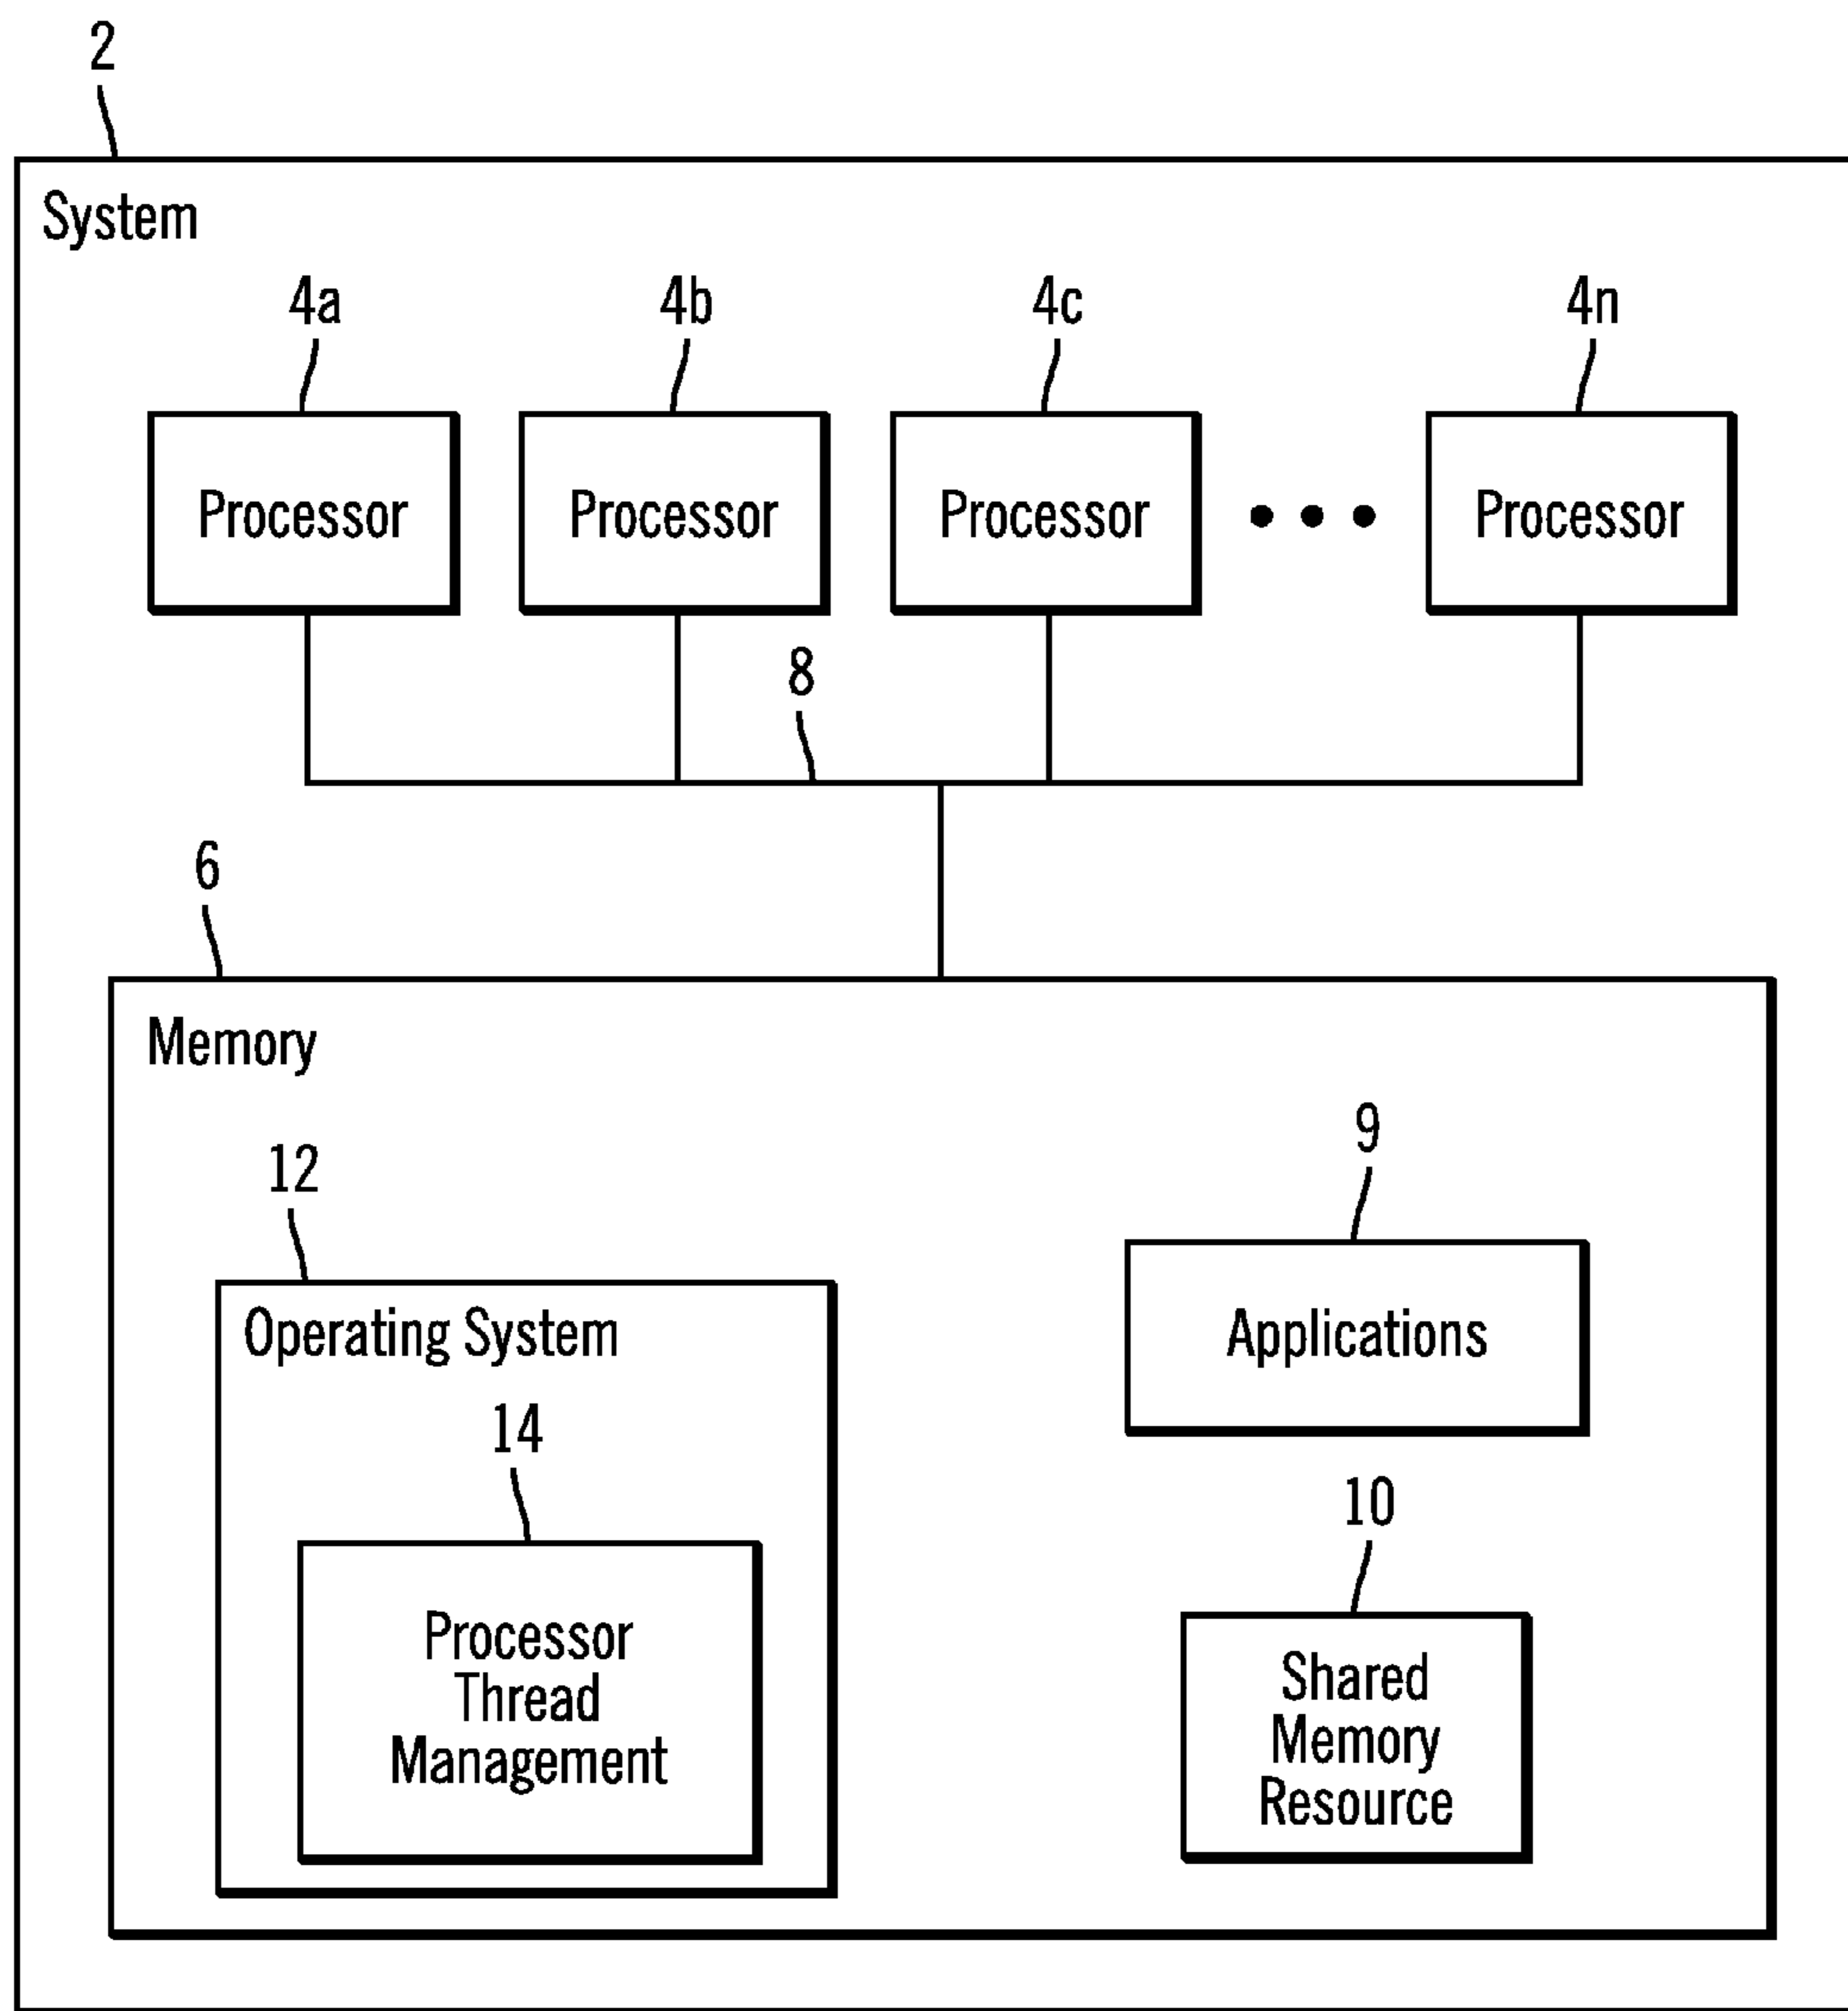 2
System
4a 4b 4c 4n
Processor Processor Processor Processor
8
6
Memory
9
12
Applications
Operating System
14
10
Processor
Thread
Management
Shared
Memory
Resource